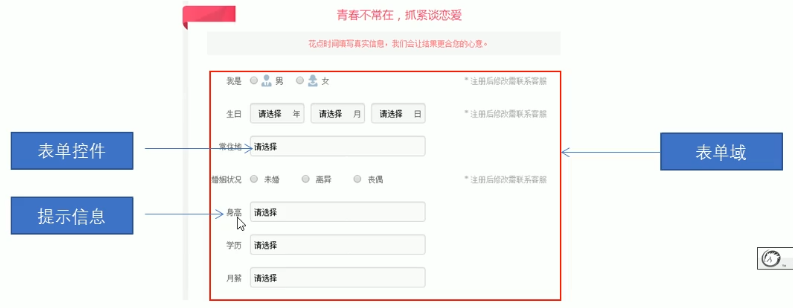 青春不常在，抓紧谈恋爱
花点时间填写真实信息，我们会让结果更合您的心意。
我是 男 女 * 注册后修改需联系客服
生日 请选择 年 请选择 月 请选择 日 * 注册后修改需联系客服
表单控件
常住地 请选择
表单域
婚姻状况 未婚 离异 丧偶 * 注册后修改需联系客服
提示信息
身高 请选择
学历 请选择
月薪 请选择